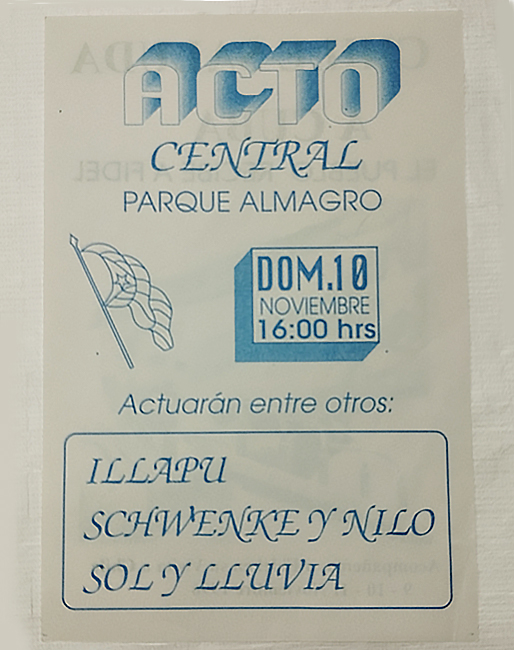 ACTO
CENTRAL
PARQUE ALMAGRO
DOM.10
NOVIEMBRE
16:00 hrs
Actuarán entre otros:
ILLAPU
SCHWENKE Y NILO
SOL Y LLUVIA